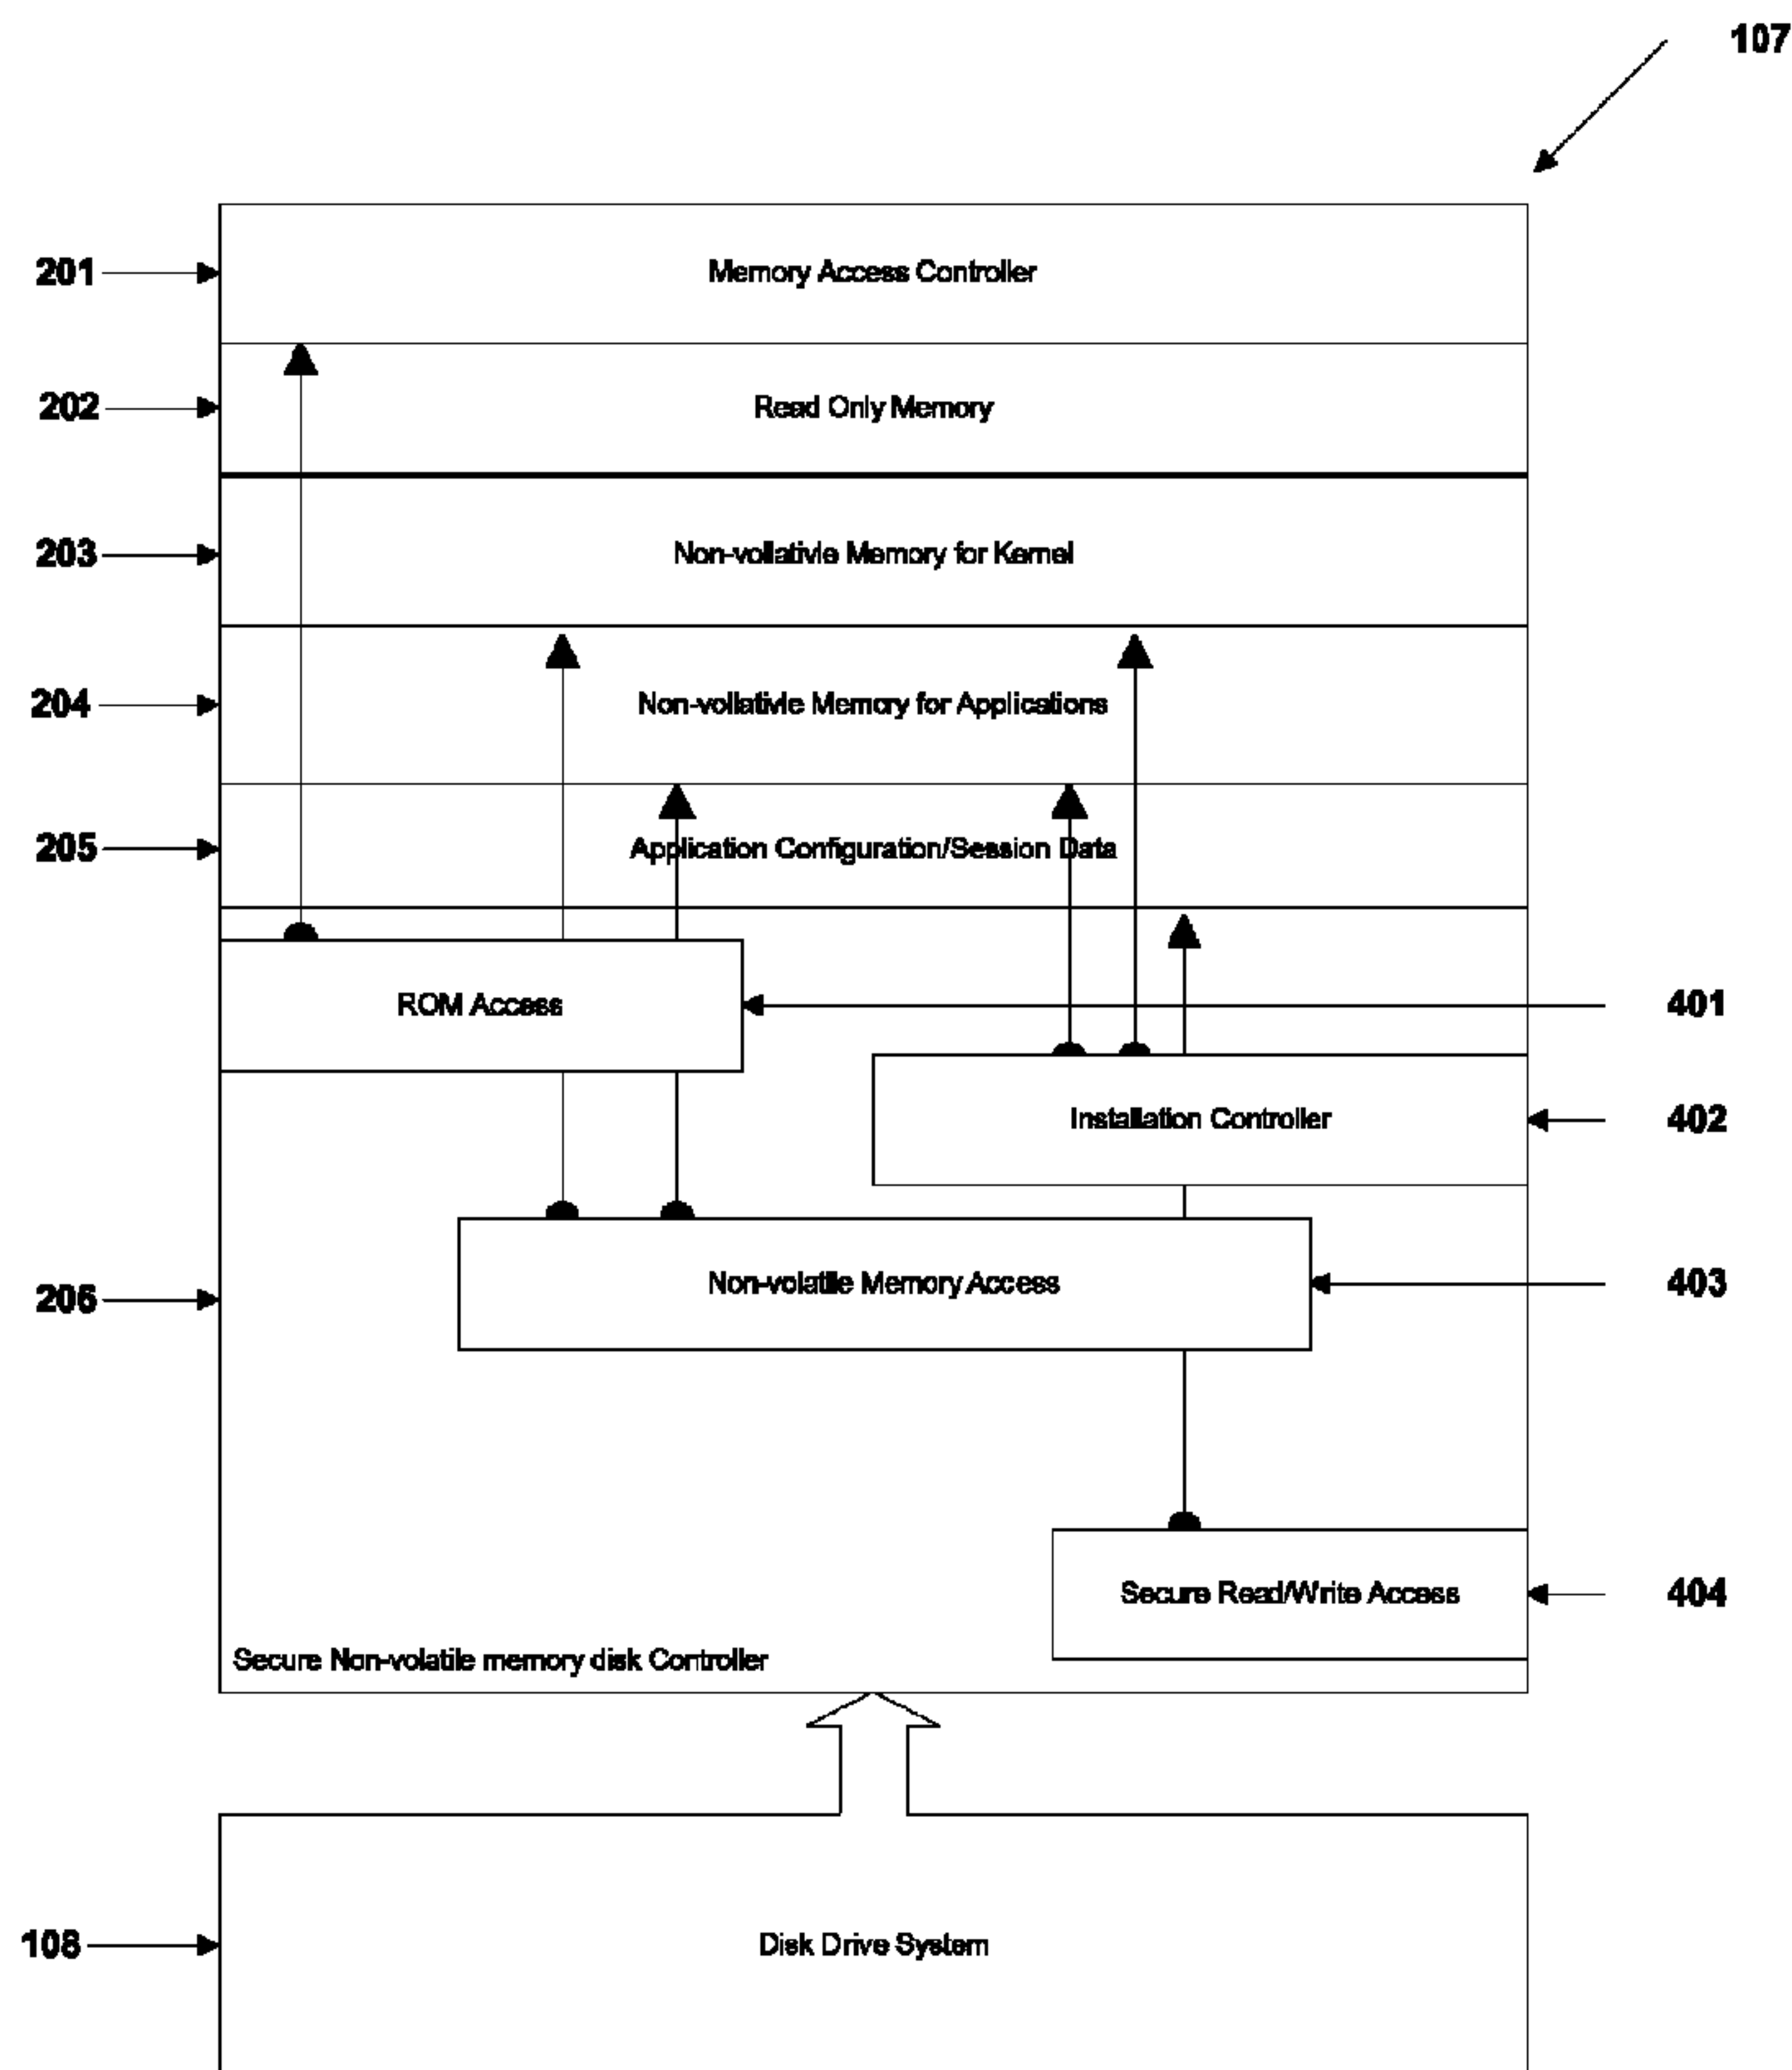 107
201
Memory Access Controller
202
Read Only Memory
203
Non-vollativle Memory for Kernel
204
Non-vollativle Memory for Applications
205
Application Configuration/Session Data
ROM Access
401
Installation Controller
402
206
Non-volatile Memory Access
403
Secure Read/Write Access
404
Secure Non-volatile memory disk Controller
108
Disk Drive System